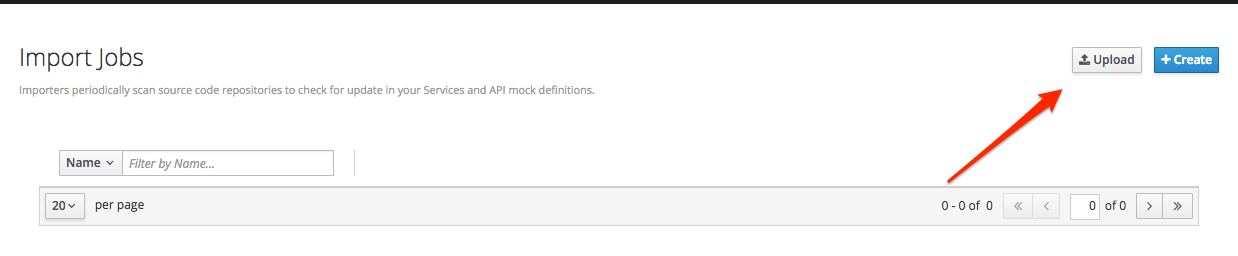 Import Jobs
Upload
Create
Importers periodically scan source code repositories to check for update in your Services and API mock definitions.
Name Filter by Name...
20 per page 0 - 0 of 0 0 of 0